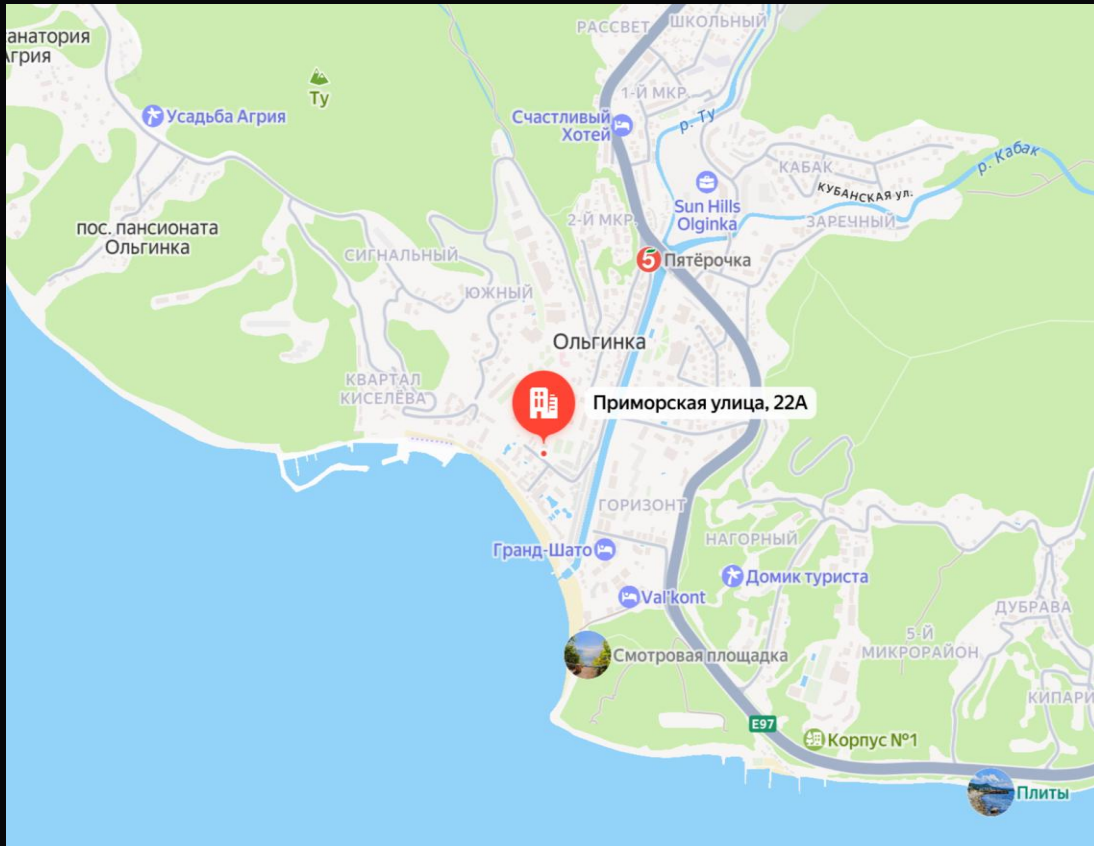 РАССВЕТ
ШКОЛЬНЫЙ
анатория
Агрия
Ту
1-Й МКР.
Усадьба Агрия
Счастливый
Хотей
р. Ту
р. Кабак
КАБАК
КУБАНСКАЯ ул.
Sun Hills
Olginka
2-Й МКР.
ЗАРЕЧНЫЙ
пос. пансионата
Ольгинка
СИГНАЛЬНЫЙ
5 Пятёрочка
ЮЖНЫЙ
Ольгинка
КВАРТАЛ
КИСЕЛЁВА
Приморская улица, 22А
ГОРИЗОНТ
НАГОРНЫЙ
Гранд-Шато
Домик туриста
Val'kont
ДУБРАВА
5-Й
МИКРОРАЙОН
Смотровая площадка
КИПАРИ
E97
Корпус №1
Плиты